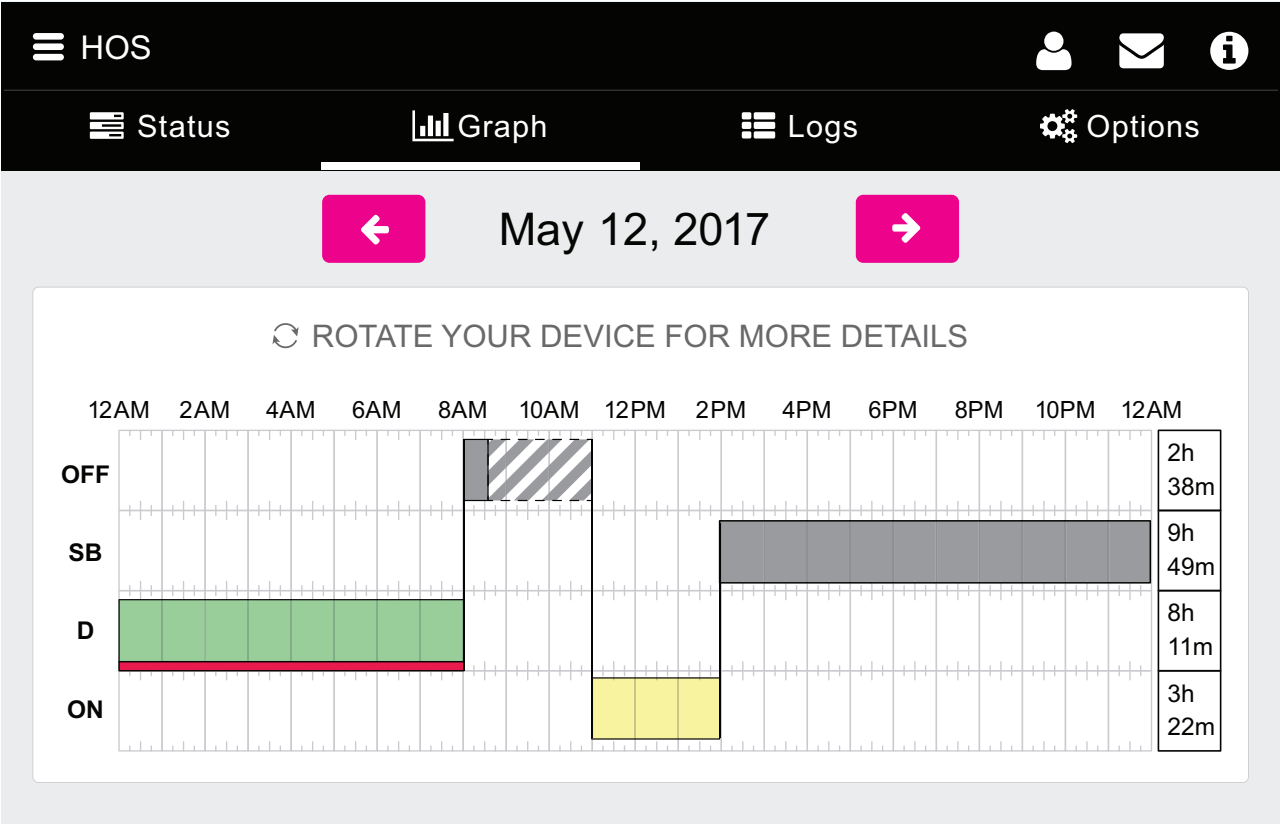 HOS
Status Graph Logs Options
May 12, 2017
ROTATE YOUR DEVICE FOR MORE DETAILS
12AM 2AM 4AM 6AM 8AM 10AM 12PM 2PM 4PM 6PM 8PM 10PM 12AM
OFF
2h
38m
SB
9h
49m
D
8h
11m
ON
3h
22m